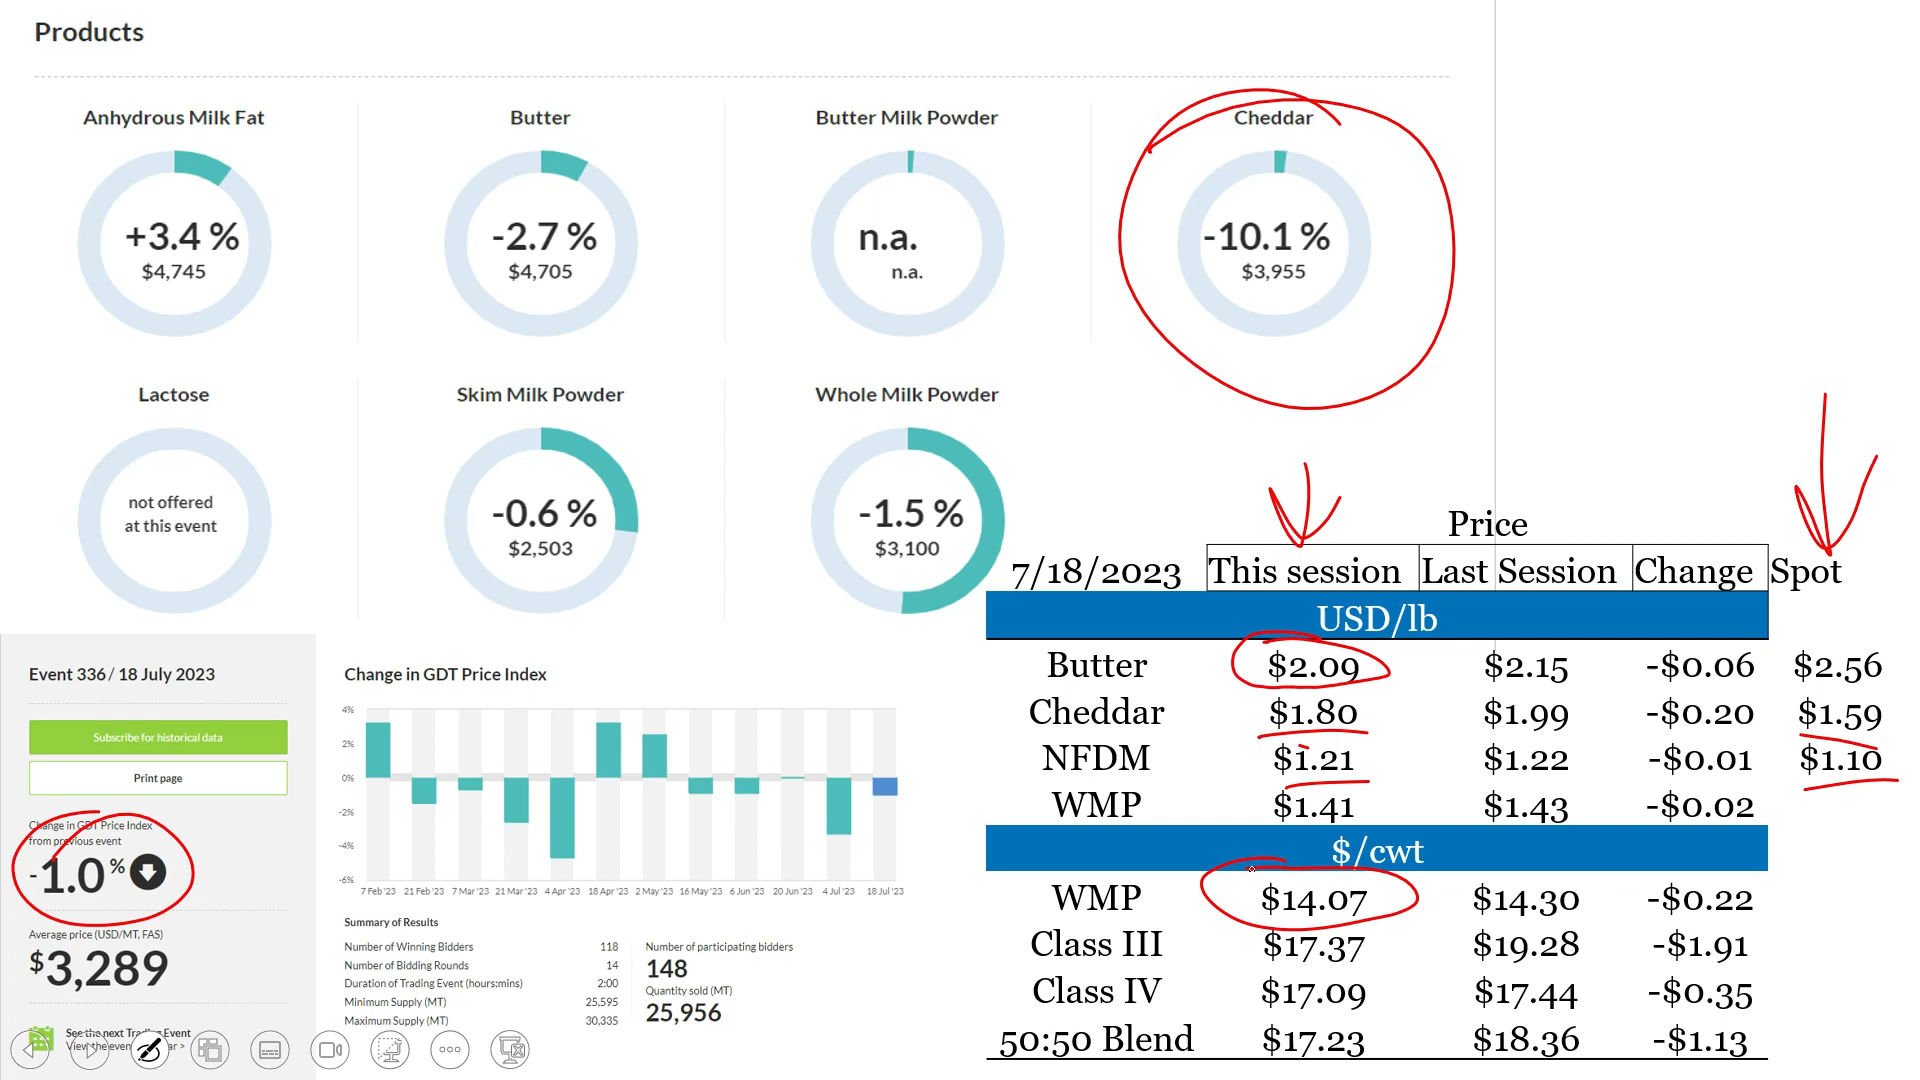 Products
Anhydrous Milk Fat
+3.4 %
$4,745
Butter
-2.7 %
$4,705
Butter Milk Powder
n.a.
n.a.
Cheddar
-10.1 %
$3,955
Lactose
not offered
at this event
Skim Milk Powder
-0.6 %
$2,503
Whole Milk Powder
-1.5 %
$3,100
Event 336 / 18 July 2023
Subscribe for historical data
Print page
Change in GDT Price Index
from previous event
-1.0 %
Average price (USD/MT, FAS)
$3,289
See the next Trading Event
Change in GDT Price Index
4%
2%
0%
-2%
-4%
-6%
7 Feb '23 21 Feb '23 7 Mar '23 21 Mar '23 4 Apr '23 18 Apr '23 2 May '23 16 May '23 6 Jun '23 20 Jun '23 4 Jul '23 18 Jul '23
Summary of Results
Number of Winning Bidders 118
Number of Bidding Rounds 14
Duration of Trading Event (hours:mins) 2:00
Minimum Supply (MT) 25,595
Maximum Supply (MT) 30,335
Number of participating bidders
148
Quantity sold (MT)
25,956
Price
7/18/2023 This session Last Session Change Spot
USD/lb
Butter $2.09 $2.15 -$0.06 $2.56
Cheddar $1.80 $1.99 -$0.20 $1.59
NFDM $1.21 $1.22 -$0.01 $1.10
WMP $1.41 $1.43 -$0.02
$/cwt
WMP $14.07 $14.30 -$0.22
Class III $17.37 $19.28 -$1.91
Class IV $17.09 $17.44 -$0.35
50:50 Blend $17.23 $18.36 -$1.13